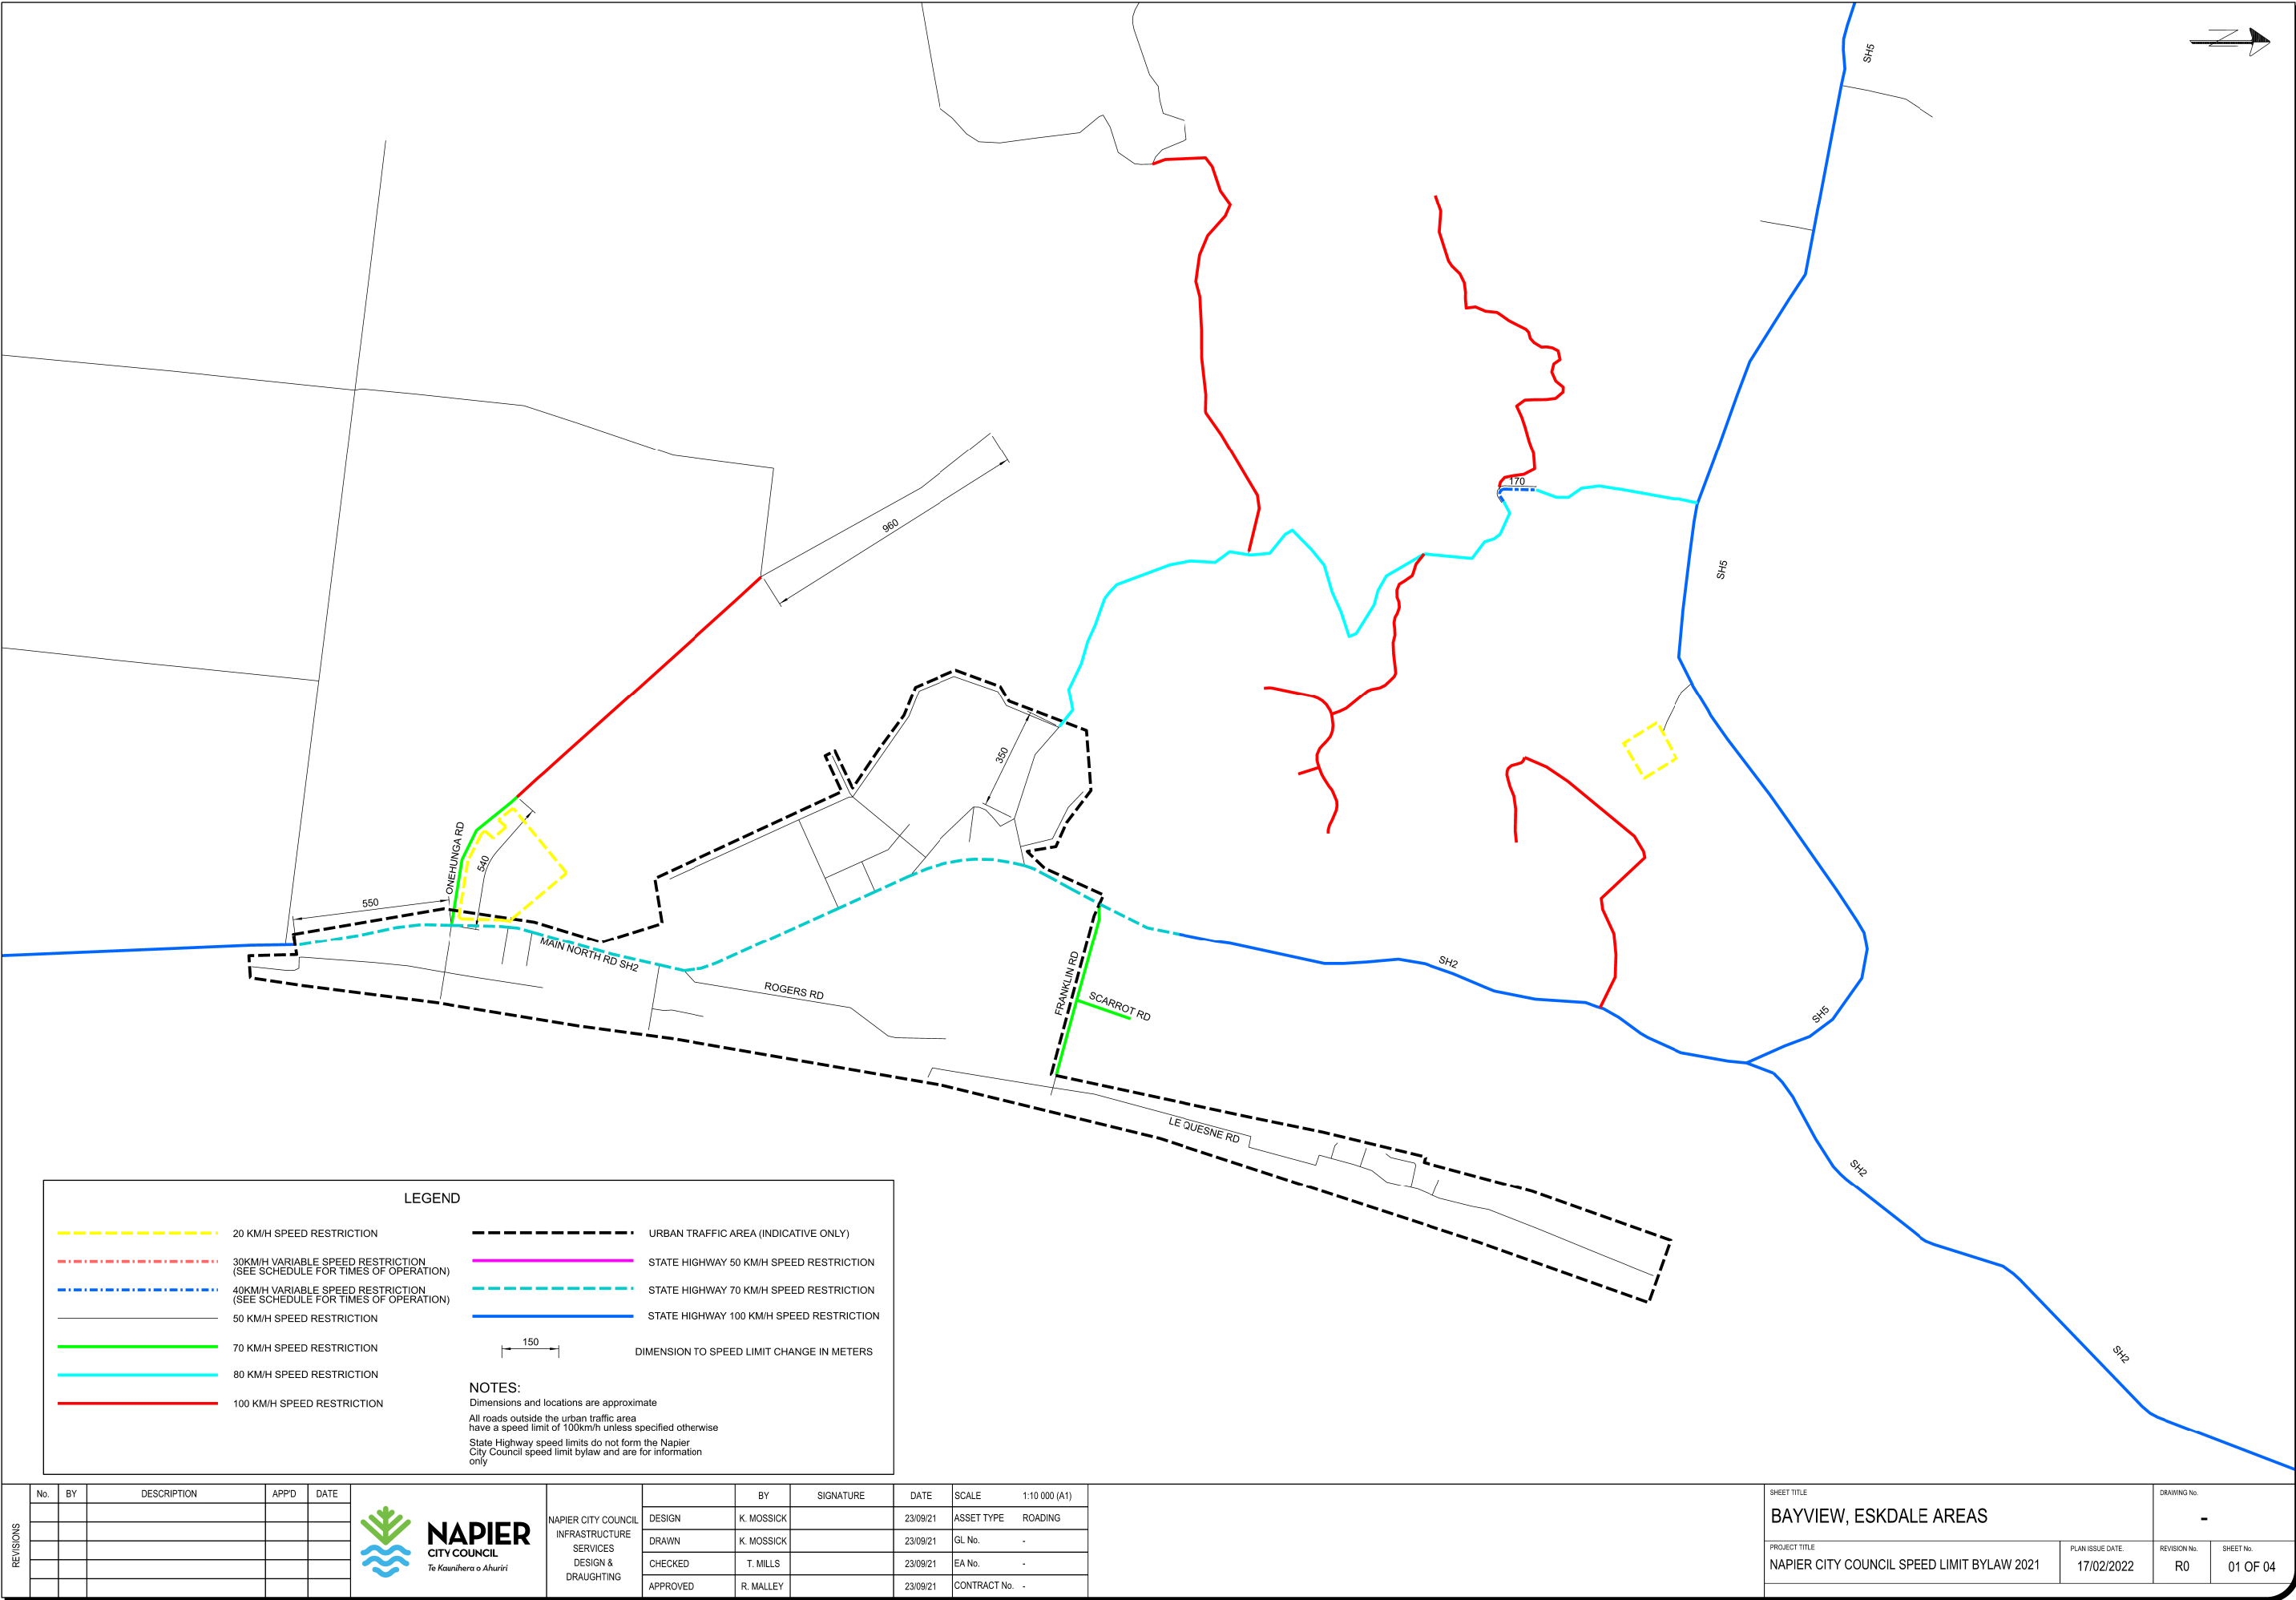 SH5
N
960
170
SH5
350
ONEHUNGA RD
540
550
MAIN NORTH RD SH2
ROGERS RD
FRANKLIN RD
SCARROT RD
SH2
SH5
LE QUESNE RD
SH2
SH2
LEGEND
20 KM/H SPEED RESTRICTION
30KM/H VARIABLE SPEED RESTRICTION
(SEE SCHEDULE FOR TIMES OF OPERATION)
40KM/H VARIABLE SPEED RESTRICTION
(SEE SCHEDULE FOR TIMES OF OPERATION)
50 KM/H SPEED RESTRICTION
70 KM/H SPEED RESTRICTION
80 KM/H SPEED RESTRICTION
100 KM/H SPEED RESTRICTION
URBAN TRAFFIC AREA (INDICATIVE ONLY)
STATE HIGHWAY 50 KM/H SPEED RESTRICTION
STATE HIGHWAY 70 KM/H SPEED RESTRICTION
STATE HIGHWAY 100 KM/H SPEED RESTRICTION
150
DIMENSION TO SPEED LIMIT CHANGE IN METERS
NOTES:
Dimensions and locations are approximate
All roads outside the urban traffic area
have a speed limit of 100km/h unless specified otherwise
State Highway speed limits do not form the Napier
City Council speed limit bylaw and are for information
only
REVISIONS
No. BY DESCRIPTION APP'D DATE
NAPIER
CITY COUNCIL
Te Kaunihera o Ahuriri
NAPIER CITY COUNCIL
INFRASTRUCTURE
SERVICES
DESIGN &
DRAUGHTING
BY SIGNATURE DATE SCALE 1:10 000 (A1)
DESIGN K. MOSSICK 23/09/21 ASSET TYPE ROADING
DRAWN K. MOSSICK 23/09/21 GL No. -
CHECKED T. MILLS 23/09/21 EA No. -
APPROVED R. MALLEY 23/09/21 CONTRACT No. -
SHEET TITLE
BAYVIEW, ESKDALE AREAS
DRAWING No.
-
PROJECT TITLE
NAPIER CITY COUNCIL SPEED LIMIT BYLAW 2021
PLAN ISSUE DATE.
17/02/2022
REVISION No.
R0
SHEET No.
01 OF 04